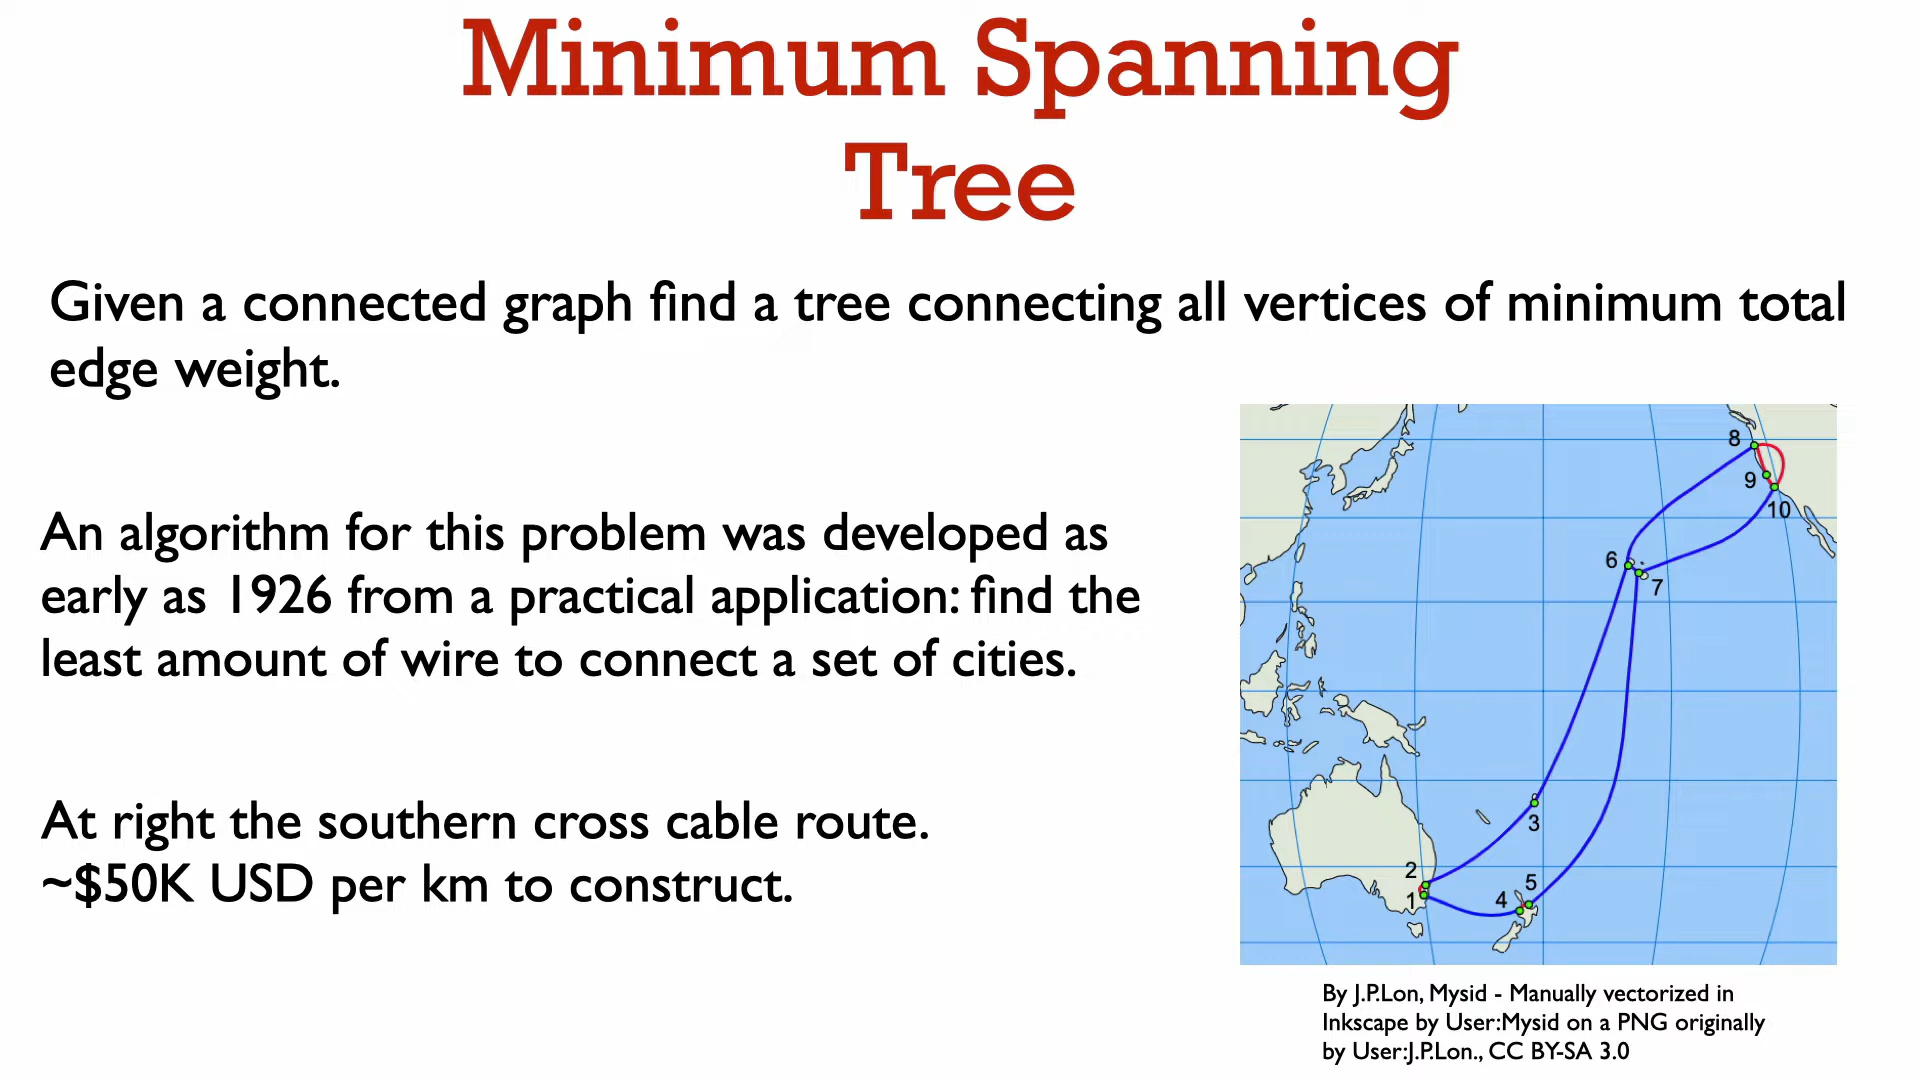 Minimum Spanning
Tree
Given a connected graph find a tree connecting all vertices of minimum total
edge weight.
An algorithm for this problem was developed as
early as 1926 from a practical application: find the
least amount of wire to connect a set of cities.
At right the southern cross cable route.
~$50K USD per km to construct.
8
9
10
6
7
3
2
5
1
4
By J.P.Lon, Mysid - Manually vectorized in
Inkscape by User:Mysid on a PNG originally
by User:J.P.Lon., CC BY-SA 3.0